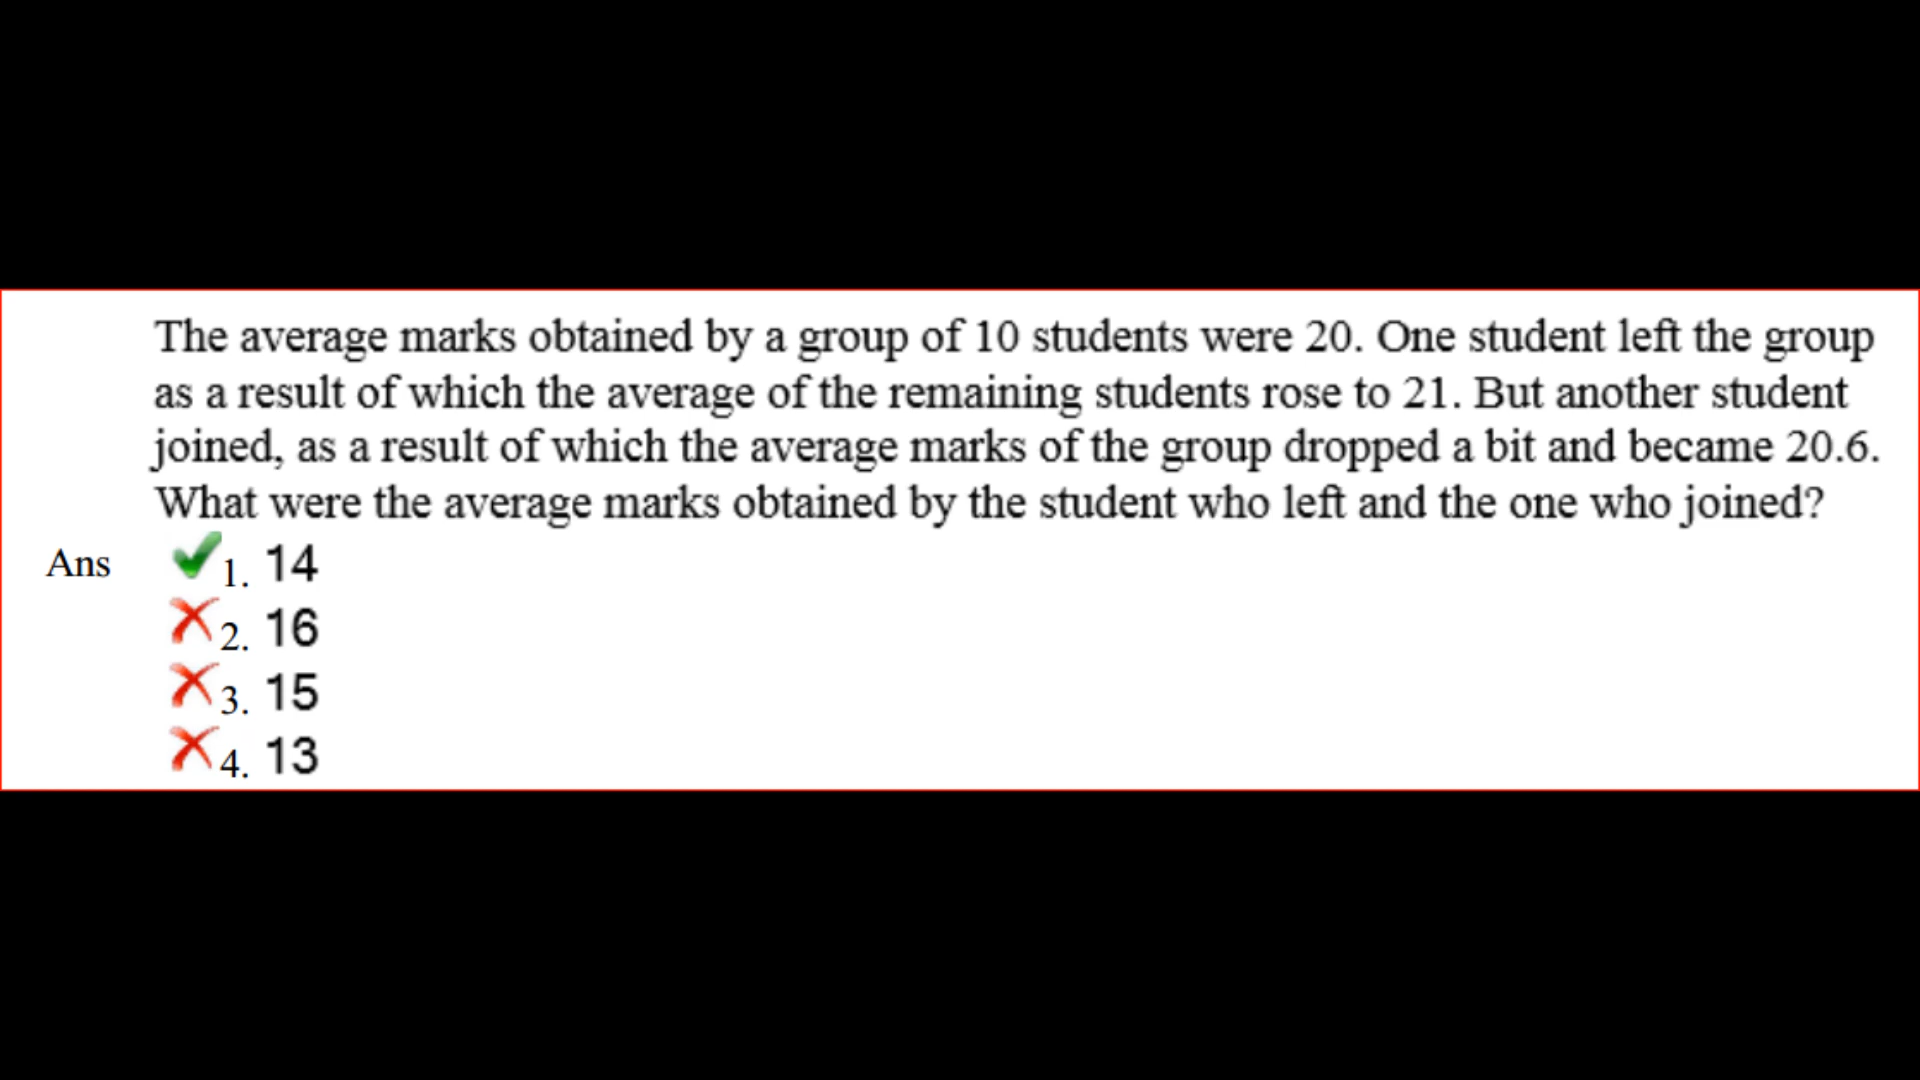 The average marks obtained by a group of 10 students were 20. One student left the group
as a result of which the average of the remaining students rose to 21. But another student
joined, as a result of which the average marks of the group dropped a bit and became 20.6.
What were the average marks obtained by the student who left and the one who joined?
Ans 1. 14
2. 16
3. 15
4. 13